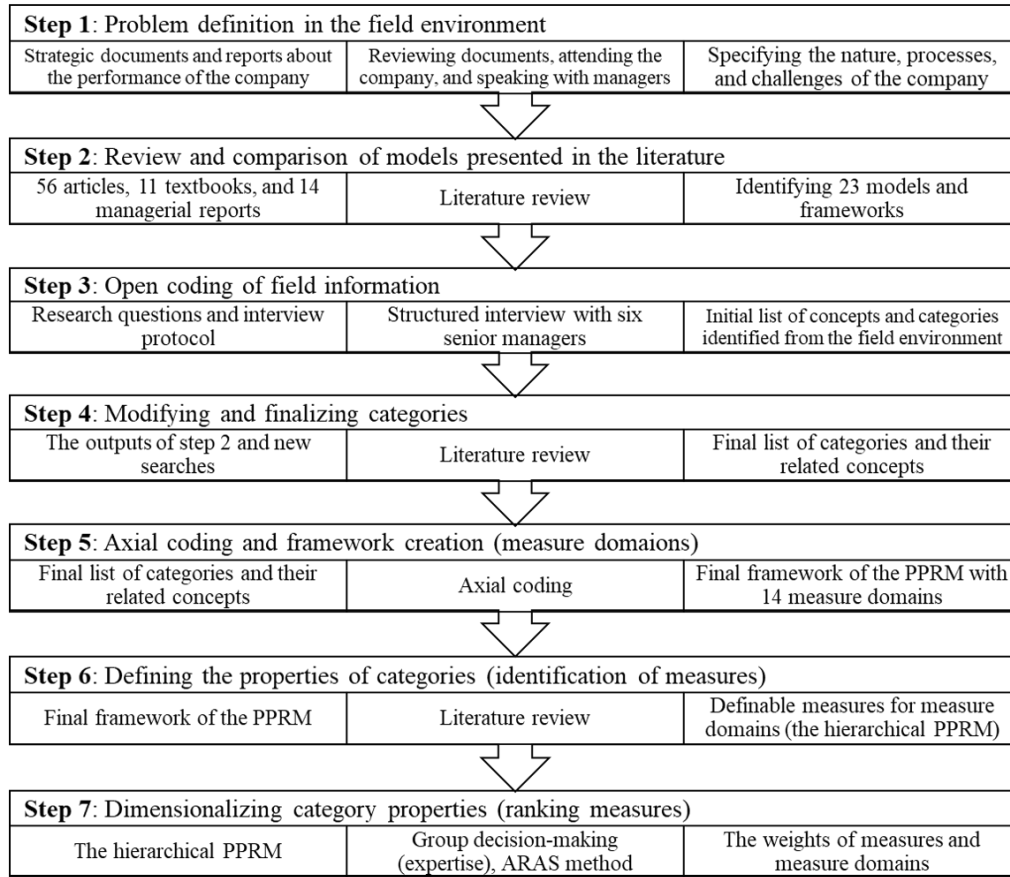 Step 1: Problem definition in the field environment
Strategic documents and reports about
the performance of the company
Reviewing documents, attending the
company, and speaking with managers
Specifying the nature, processes,
and challenges of the company
Step 2: Review and comparison of models presented in the literature
56 articles, 11 textbooks, and 14
managerial reports
Literature review
Identifying 23 models and
frameworks
Step 3: Open coding of field information
Research questions and interview
protocol
Structured interview with six
senior managers
Initial list of concepts and categories
identified from the field environment
Step 4: Modifying and finalizing categories
The outputs of step 2 and new
searches
Literature review
Final list of categories and their
related concepts
Step 5: Axial coding and framework creation (measure domaions)
Final list of categories and their
related concepts
Axial coding
Final framework of the PPRM with
14 measure domains
Step 6: Defining the properties of categories (identification of measures)
Final framework of the PPRM
Literature review
Definable measures for measure
domains (the hierarchical PPRM)
Step 7: Dimensionalizing category properties (ranking measures)
The hierarchical PPRM
Group decision-making
(expertise), ARAS method
The weights of measures and
measure domains